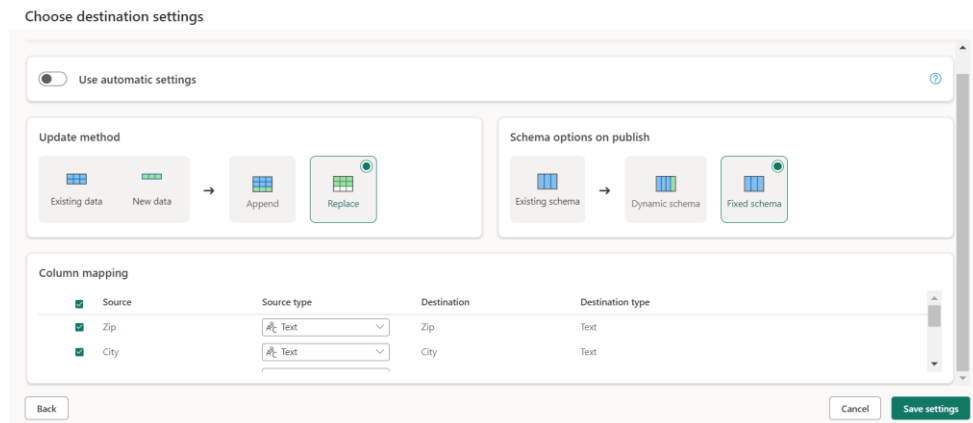 Choose destination settings
Use automatic settings
Update method
Existing data
New data
Append
Replace
Schema options on publish
Existing schema
Dynamic schema
Fixed schema
Column mapping
Source Source type Destination Destination type
Zip Text Zip Text
City Text City Text
Back
Cancel
Save settings